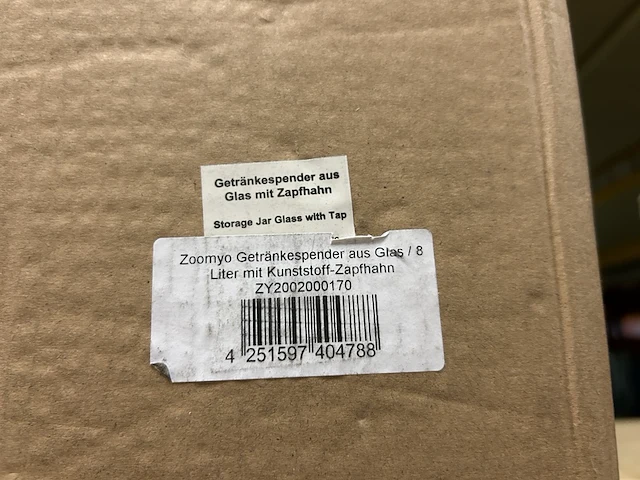 Getränkespender aus
Glas mit Zapfhahn
Storage Jar Glass with Tap
Zoomyo Getränkespender aus Glas / 8
Liter mit Kunststoff-Zapfhahn
ZY2002000170
4 251597 404788